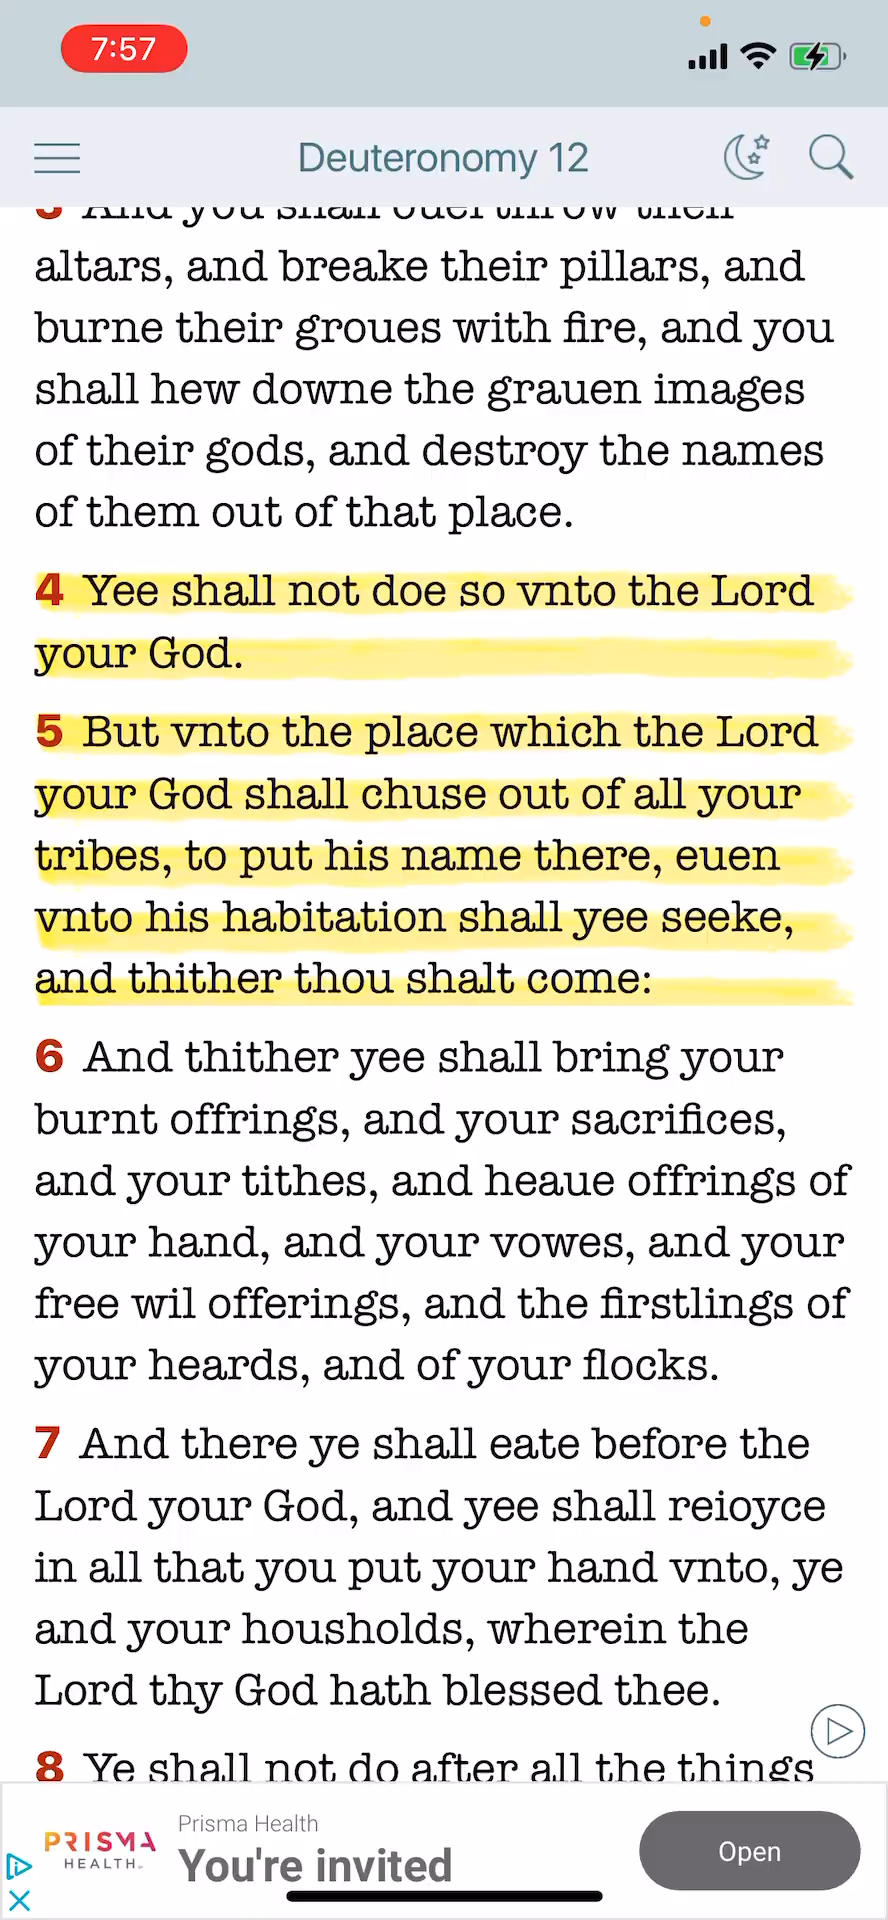 7:57
Deuteronomy 12
3 And you shall ouerthrow their
altars, and breake their pillars, and
burne their groues with fire, and you
shall hew downe the grauen images
of their gods, and destroy the names
of them out of that place.
4 Yee shall not doe so vnto the Lord
your God.
5 But vnto the place which the Lord
your God shall chuse out of all your
tribes, to put his name there, euen
vnto his habitation shall yee seeke,
and thither thou shalt come:
6 And thither yee shall bring your
burnt offrings, and your sacrifices,
and your tithes, and heaue offrings of
your hand, and your vowes, and your
free wil offerings, and the firstlings of
your heards, and of your flocks.
7 And there ye shall eate before the
Lord your God, and yee shall reioyce
in all that you put your hand vnto, ye
and your housholds, wherein the
Lord thy God hath blessed thee.
8 Ye shall not do after all the things
PRISMA
HEALTH.
Prisma Health
You're invited
Open